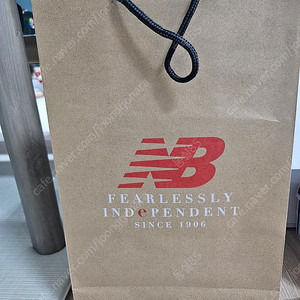 NB
FEARLESSLY
INDePENDENT
SINCE 1906